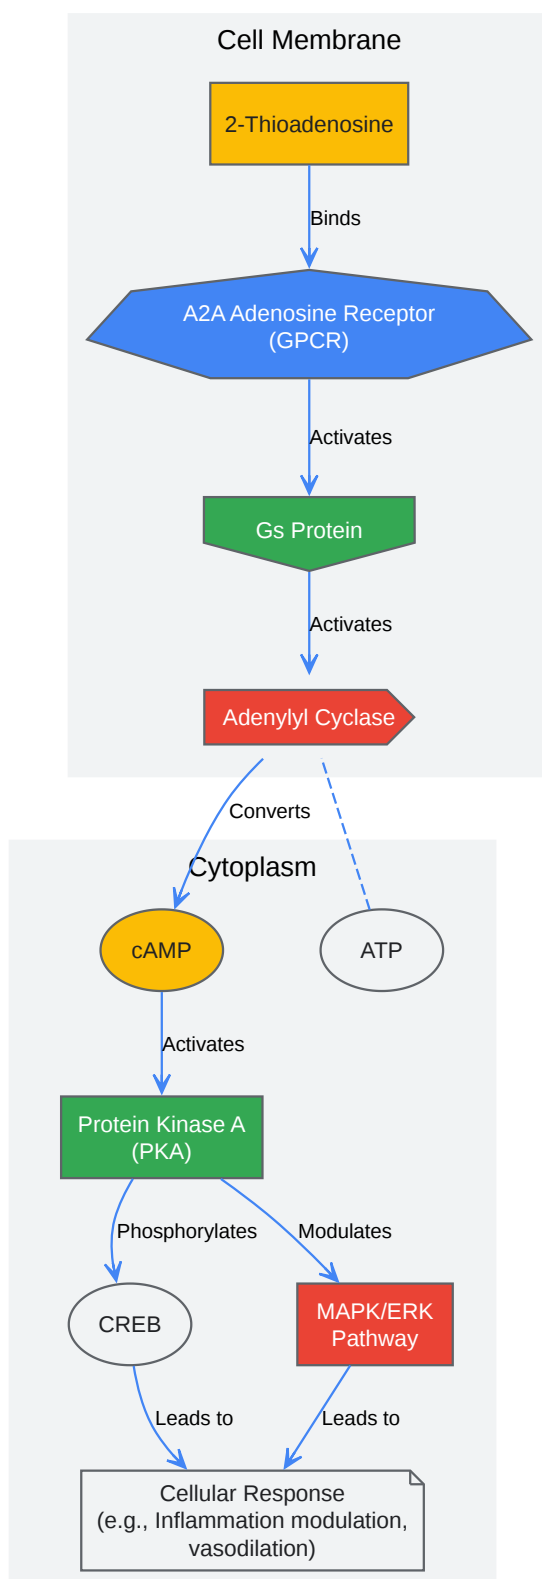 Cell Membrane
2-Thioadenosine
Binds
A2A Adenosine Receptor
(GPCR)
Activates
Gs Protein
Activates
Adenylyl Cyclase
Converts
Cytoplasm
cAMP
ATP
Activates
Protein Kinase A
(PKA)
Phosphorylates
Modulates
CREB
MAPK/ERK
Pathway
Leads to
Leads to
Cellular Response
(e.g., Inflammation modulation,
vasodilation)